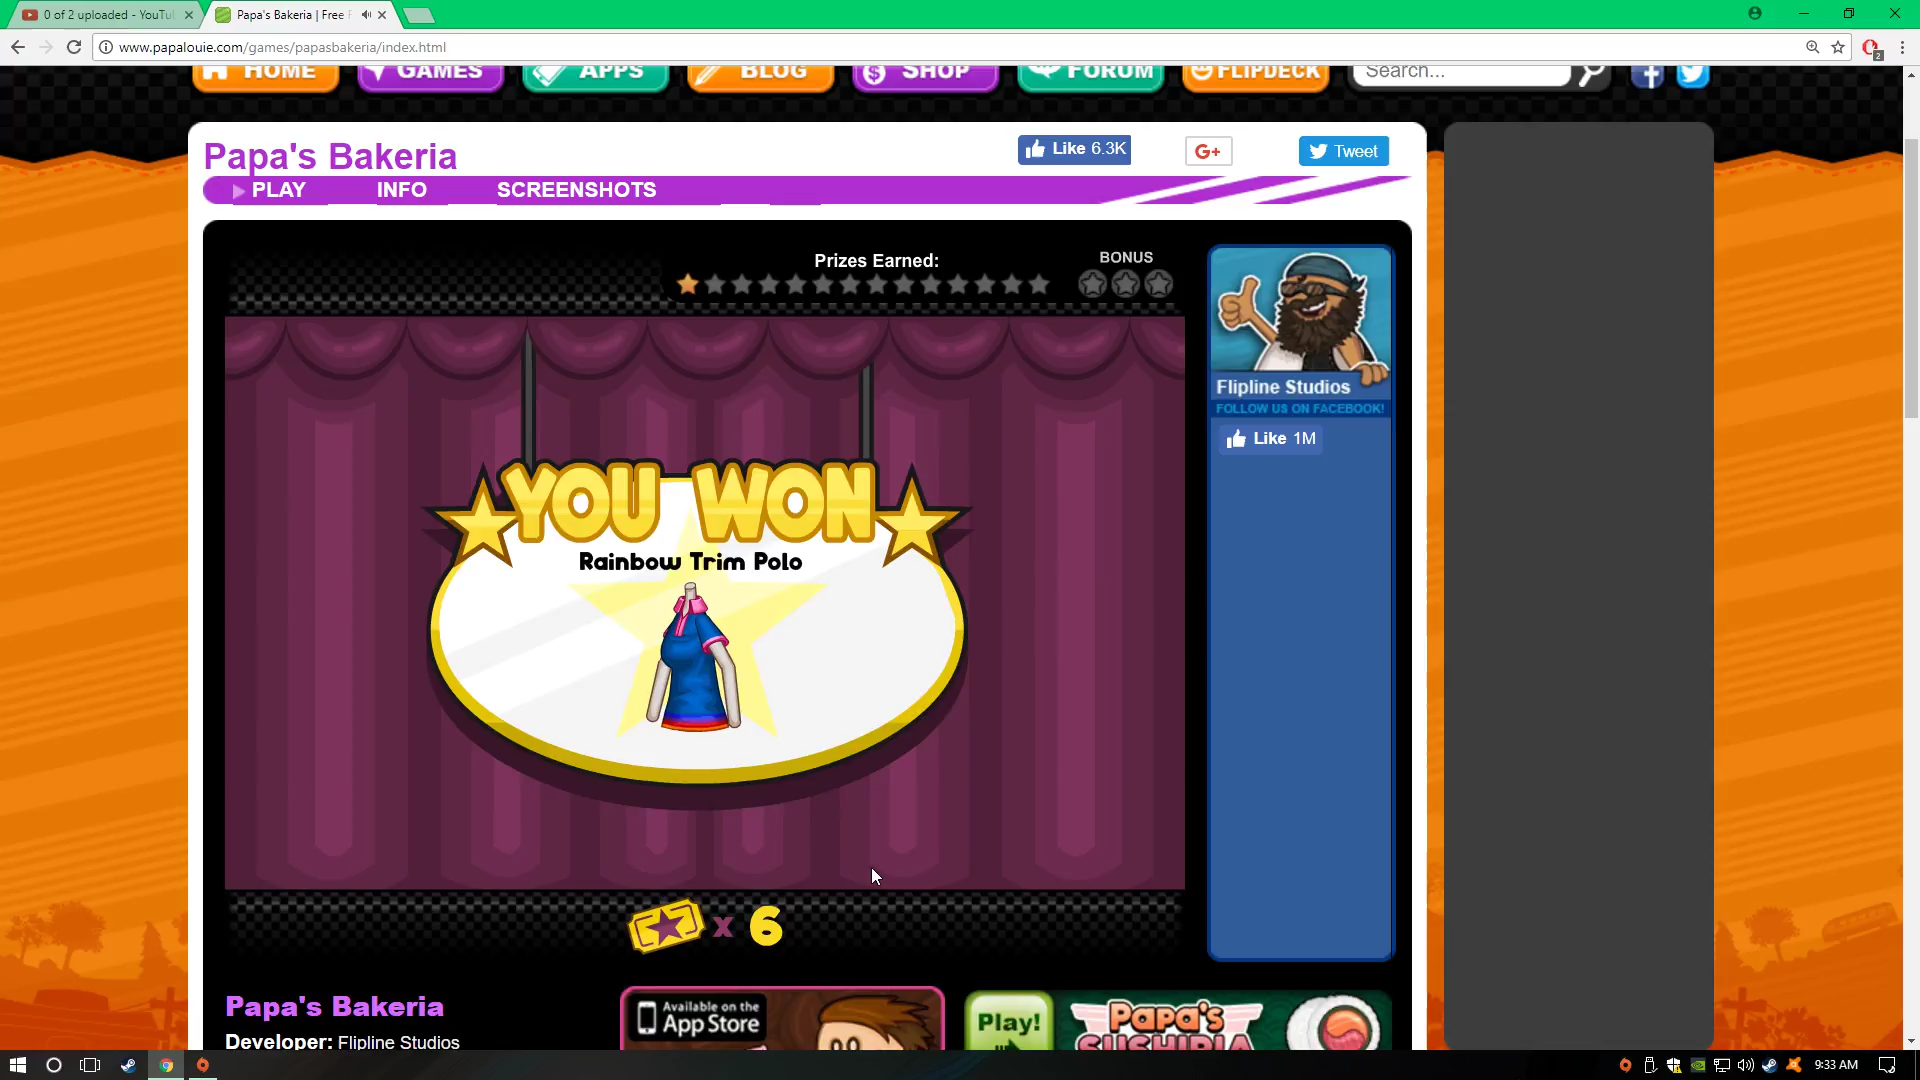 0 of 2 uploaded - YouTu
Papa's Bakeria | Free F
www.papalouie.com/games/papasbakeria/index.html
2
HOME
GAMES
APPS
BLOG
SHOP
FORUM
FLIPDECK
Search...
Papa's Bakeria
Like 6.3K
G+
Tweet
PLAY
INFO
SCREENSHOTS
Prizes Earned:
BONUS
Flipline Studios
FOLLOW US ON FACEBOOK!
Like 1M
YOU WON
Rainbow Trim Polo
x 6
Papa's Bakeria
Developer: Flipline Studios
Available on the
App Store
Play!
Papa's
SUSHIRIA
9:33 AM